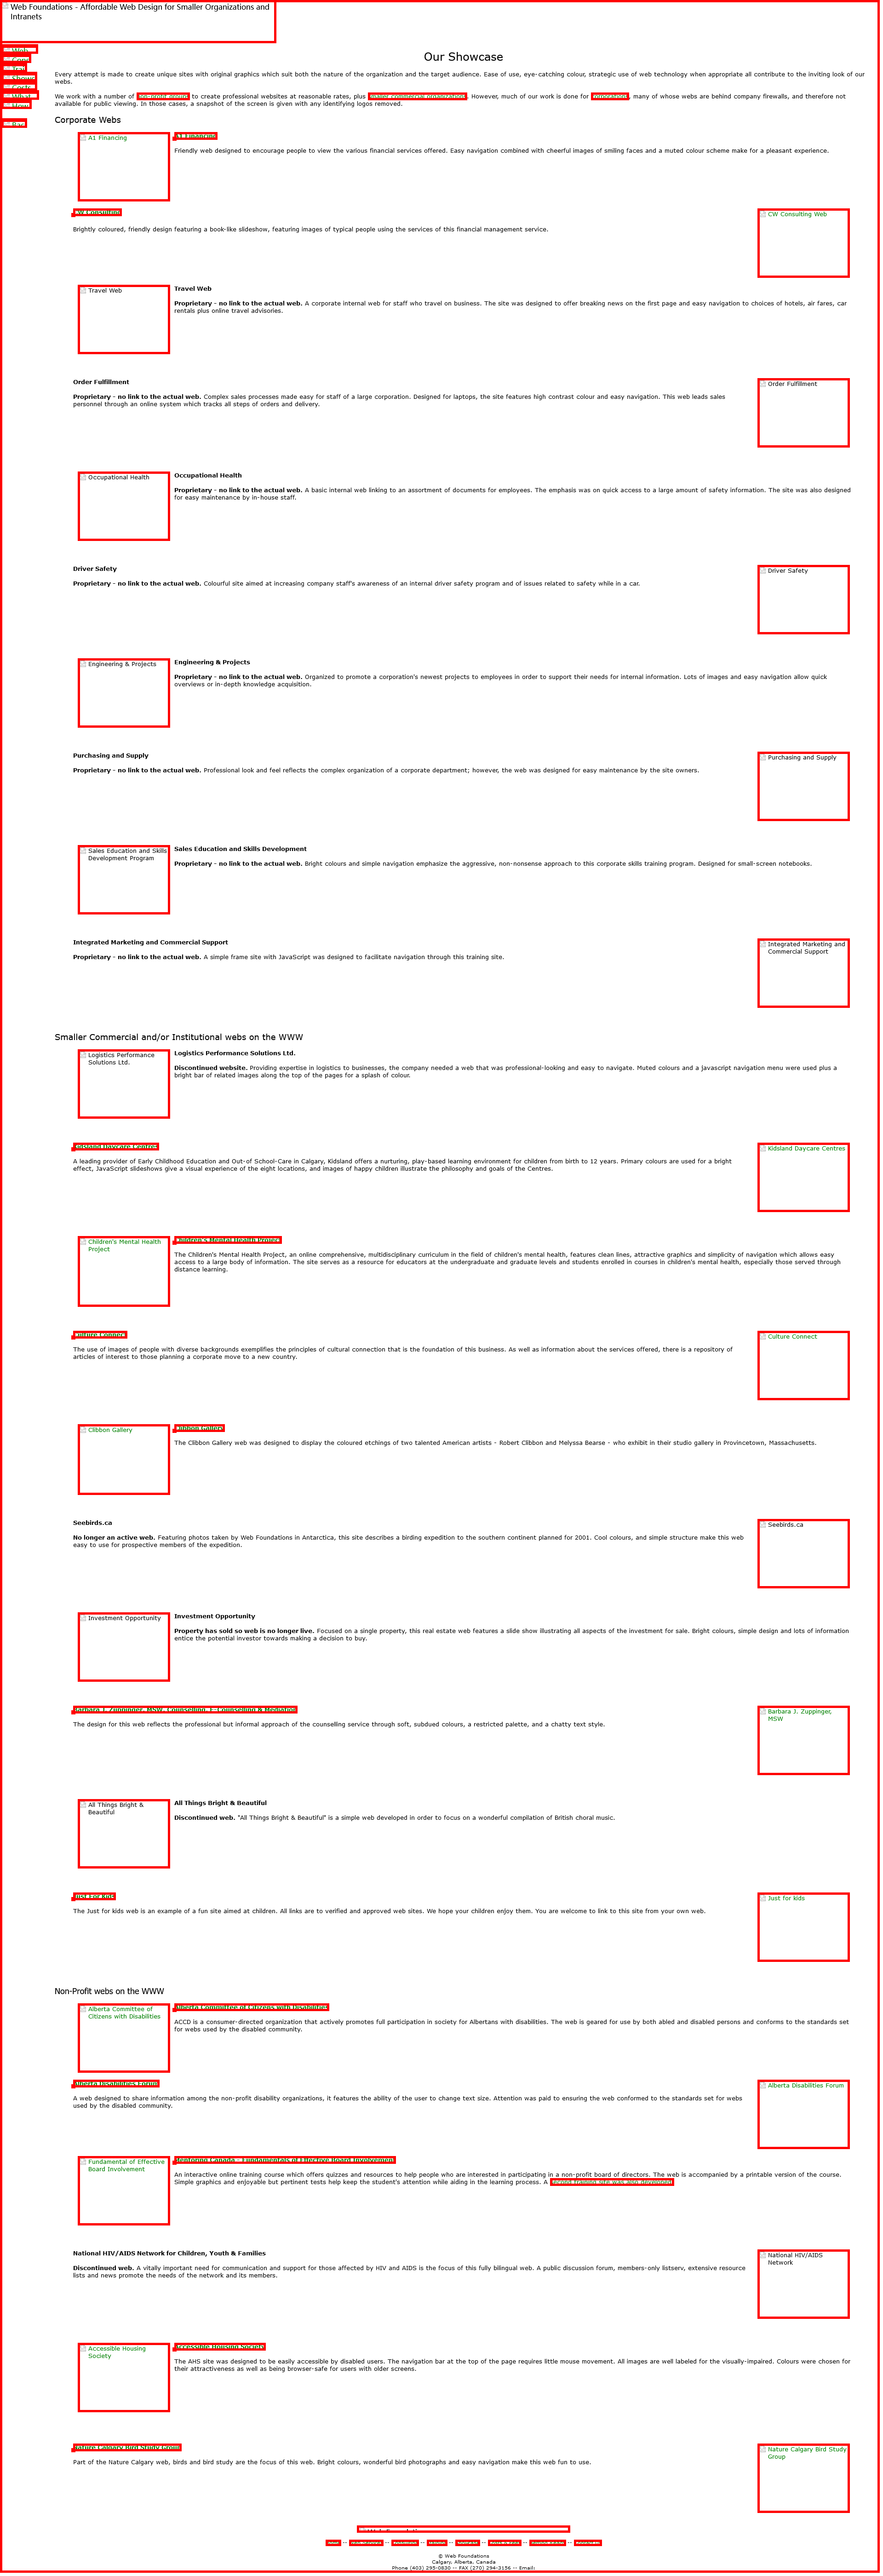 Web Foundations - Affordable Web Design for Smaller Organizations and
Intranets
Our Showcase
Every attempt is made to create unique sites with original graphics which suit both the nature of the organization and the target audience. Ease of use, eye-catching colour, strategic use of web technology when appropriate all contribute to the inviting look of our
webs.
We work with a number of non-profit groups to create professional websites at reasonable rates, plus smaller commercial organizations. However, much of our work is done for corporations, many of whose webs are behind company firewalls, and therefore not
available for public viewing. In those cases, a snapshot of the screen is given with any identifying logos removed.
Corporate Webs
A1 Financing
A1 Financing
Friendly web designed to encourage people to view the various financial services offered. Easy navigation combined with cheerful images of smiling faces and a muted colour scheme make for a pleasant experience.
CW Consulting
CW Consulting Web
Brightly coloured, friendly design featuring a book-like slideshow, featuring images of typical people using the services of this financial management service.
Travel Web
Travel Web
Proprietary - no link to the actual web. A corporate internal web for staff who travel on business. The site was designed to offer breaking news on the first page and easy navigation to choices of hotels, air fares, car
rentals plus online travel advisories.
Order Fulfillment
Order Fulfillment
Proprietary - no link to the actual web. Complex sales processes made easy for staff of a large corporation. Designed for laptops, the site features high contrast colour and easy navigation. This web leads sales
personnel through an online system which tracks all steps of orders and delivery.
Occupational Health
Occupational Health
Proprietary - no link to the actual web. A basic internal web linking to an assortment of documents for employees. The emphasis was on quick access to a large amount of safety information. The site was also designed
for easy maintenance by in-house staff.
Driver Safety
Driver Safety
Proprietary - no link to the actual web. Colourful site aimed at increasing company staff's awareness of an internal driver safety program and of issues related to safety while in a car.
Engineering & Projects
Engineering & Projects
Proprietary - no link to the actual web. Organized to promote a corporation's newest projects to employees in order to support their needs for internal information. Lots of images and easy navigation allow quick
overviews or in-depth knowledge acquisition.
Purchasing and Supply
Purchasing and Supply
Proprietary - no link to the actual web. Professional look and feel reflects the complex organization of a corporate department; however, the web was designed for easy maintenance by the site owners.
Sales Education and Skills
Development Program
Sales Education and Skills Development
Proprietary - no link to the actual web. Bright colours and simple navigation emphasize the aggressive, non-nonsense approach to this corporate skills training program. Designed for small-screen notebooks.
Integrated Marketing and Commercial Support
Integrated Marketing and
Commercial Support
Proprietary - no link to the actual web. A simple frame site with JavaScript was designed to facilitate navigation through this training site.
Smaller Commercial and/or Institutional webs on the WWW
Logistics Performance
Solutions Ltd.
Logistics Performance Solutions Ltd.
Discontinued website. Providing expertise in logistics to businesses, the company needed a web that was professional-looking and easy to navigate. Muted colours and a javascript navigation menu were used plus a
bright bar of related images along the top of the pages for a splash of colour.
Kidsland Daycare Centres
Kidsland Daycare Centres
A leading provider of Early Childhood Education and Out-of School-Care in Calgary, Kidsland offers a nurturing, play-based learning environment for children from birth to 12 years. Primary colours are used for a bright
effect, JavaScript slideshows give a visual experience of the eight locations, and images of happy children illustrate the philosophy and goals of the Centres.
Children's Mental Health
Project
Children's Mental Health Project
The Children's Mental Health Project, an online comprehensive, multidisciplinary curriculum in the field of children's mental health, features clean lines, attractive graphics and simplicity of navigation which allows easy
access to a large body of information. The site serves as a resource for educators at the undergraduate and graduate levels and students enrolled in courses in children's mental health, especially those served through
distance learning.
Culture Connect
Culture Connect
The use of images of people with diverse backgrounds exemplifies the principles of cultural connection that is the foundation of this business. As well as information about the services offered, there is a repository of
articles of interest to those planning a corporate move to a new country.
Clibbon Gallery
Clibbon Gallery
The Clibbon Gallery web was designed to display the coloured etchings of two talented American artists - Robert Clibbon and Melyssa Bearse - who exhibit in their studio gallery in Provincetown, Massachusetts.
Seebirds.ca
Seebirds.ca
No longer an active web. Featuring photos taken by Web Foundations in Antarctica, this site describes a birding expedition to the southern continent planned for 2001. Cool colours, and simple structure make this web
easy to use for prospective members of the expedition.
Investment Opportunity
Investment Opportunity
Property has sold so web is no longer live. Focused on a single property, this real estate web features a slide show illustrating all aspects of the investment for sale. Bright colours, simple design and lots of information
entice the potential investor towards making a decision to buy.
Barbara J. Zuppinger, MSW, Counselling, E-Counselling & Mediation
Barbara J. Zuppinger,
MSW
The design for this web reflects the professional but informal approach of the counselling service through soft, subdued colours, a restricted palette, and a chatty text style.
All Things Bright &
Beautiful
All Things Bright & Beautiful
Discontinued web. "All Things Bright & Beautiful" is a simple web developed in order to focus on a wonderful compilation of British choral music.
Just For Kids
Just for kids
The Just for kids web is an example of a fun site aimed at children. All links are to verified and approved web sites. We hope your children enjoy them. You are welcome to link to this site from your own web.
Non-Profit webs on the WWW
Alberta Committee of
Citizens with Disabilities
Alberta Committee of Citizens with Disabilities
ACCD is a consumer-directed organization that actively promotes full participation in society for Albertans with disabilities. The web is geared for use by both abled and disabled persons and conforms to the standards set
for webs used by the disabled community.
Alberta Disabilities Forum
Alberta Disabilities Forum
A web designed to share information among the non-profit disability organizations, it features the ability of the user to change text size. Attention was paid to ensuring the web conformed to the standards set for webs
used by the disabled community.
Fundamental of Effective
Board Involvement
Mentoring Canada - Fundamentals of Effective Board Involvement
An interactive online training course which offers quizzes and resources to help people who are interested in participating in a non-profit board of directors. The web is accompanied by a printable version of the course.
Simple graphics and enjoyable but pertinent tests help keep the student's attention while aiding in the learning process. A second training site was also developed.
National HIV/AIDS Network for Children, Youth & Families
National HIV/AIDS
Network
Discontinued web. A vitally important need for communication and support for those affected by HIV and AIDS is the focus of this fully bilingual web. A public discussion forum, members-only listserv, extensive resource
lists and news promote the needs of the network and its members.
Accessible Housing
Society
Accessible Housing Society
The AHS site was designed to be easily accessible by disabled users. The navigation bar at the top of the page requires little mouse movement. All images are well labeled for the visually-impaired. Colours were chosen for
their attractiveness as well as being browser-safe for users with older screens.
Nature Calgary Bird Study Group
Nature Calgary Bird Study
Group
Part of the Nature Calgary web, birds and bird study are the focus of this web. Bright colours, wonderful bird photographs and easy navigation make this web fun to use.
© Web Foundations
Calgary, Alberta, Canada
Phone (403) 295-0830 -- FAX (270) 294-3156 -- Email: